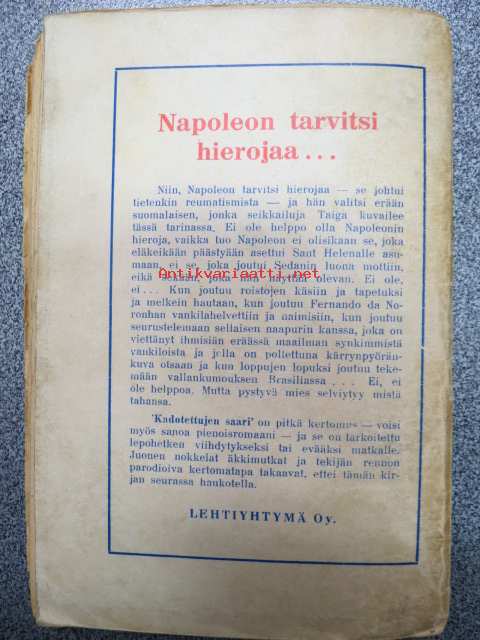 Napoleon tarvitsi
hierojaa...
Niin, Napoleon tarvitsi hierojaa — se johtui
tietenkin reumatismista — ja hän valitsi erään
suomalaisen, jonka seikkailuja Taiga kuvailee
tässä tarinassa. Ei ole helppo olla Napoleonin
hieroja, vaikka tuo Napoleon ei olisikaan se, joka
eläkeikään päästyään asettui Sant Helenalle asu-
maan, ei se, joka joutui Sedanin luona mottiin,
eikä sekään, joka hän näyttää olevan. Ei ole,
Antikvariaatti.net
ei... Kun joutuu roistojen käsiin ja tapetuksi
ja melkein hautaan, kun joutuu Fernando da No-
ronhan vankilahelvettiin ja naimisiin, kun joutuu
seurustelemaan sellaisen naapurin kanssa, joka on
viettänyt ihmisiän eräässä maailman synkimmistä
vankiloista ja jella on poltettuna kärrynpyörän-
kuva otsaan ja kun loppujen lopuksi joutuu teke-
mään vallankumouksen Brasiliassa... Ei, ei
ole helppoa. Mutta pystyvä mies selviytyy mistä
tahansa.
'Kadotettujen saari' on pitkä kertomus — voisi
myös sanoa pienoisromaani — ja se on tarkoitettu
lepohetken viihdytykseksi tai evääksi matkalle.
Juonen nokkelat äkkimutkat ja tekijän rennon
parodioiva kertomatapa takaavat, ettei tämän kir-
jan seurassa haukotella.
LEHTIYHTYMÄ Oy.